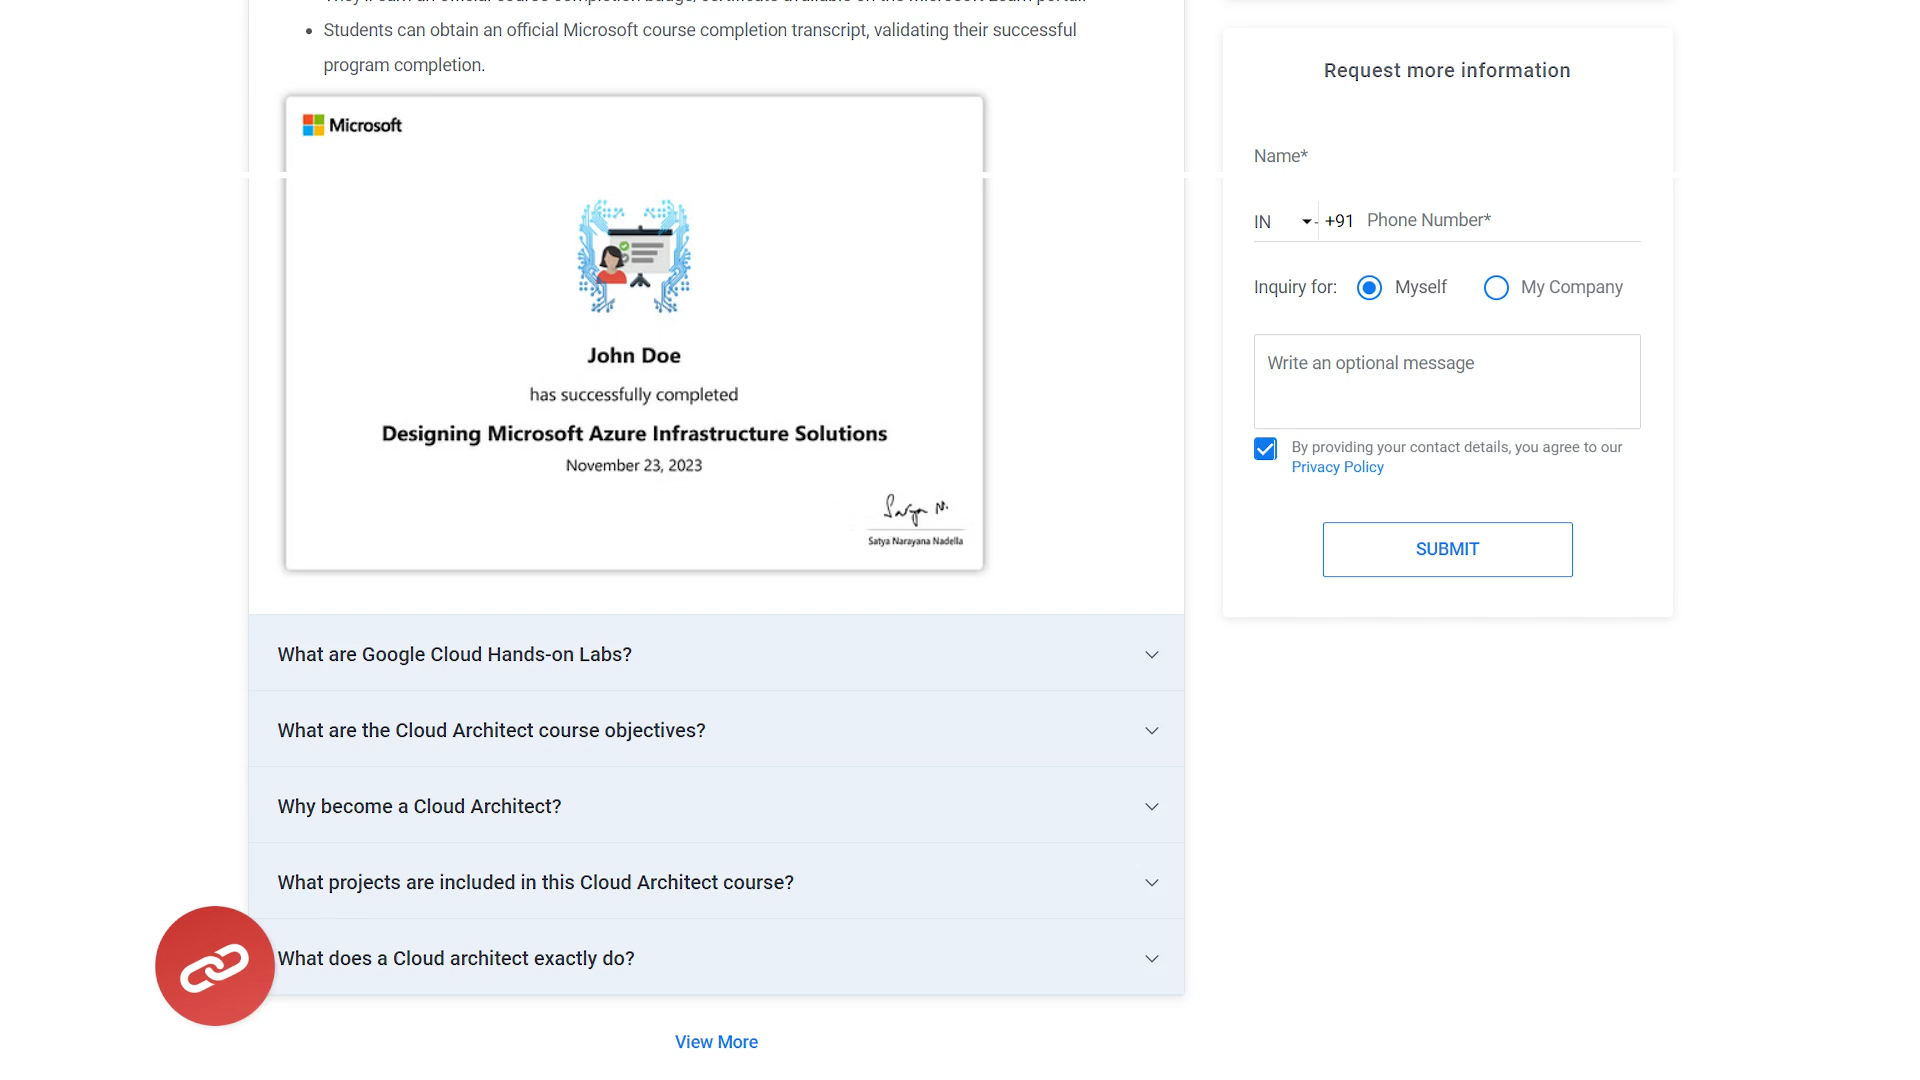 Students can obtain an official Microsoft course completion transcript, validating their successful
program completion.
Microsoft
John Doe
has successfully completed
Designing Microsoft Azure Infrastructure Solutions
November 23, 2023
Satya N.
Satya Narayana Nadella
What are Google Cloud Hands-on Labs?
What are the Cloud Architect course objectives?
Why become a Cloud Architect?
What projects are included in this Cloud Architect course?
What does a Cloud architect exactly do?
View More
Request more information
Name*
IN +91 Phone Number*
Inquiry for: Myself My Company
Write an optional message
By providing your contact details, you agree to our
Privacy Policy
SUBMIT